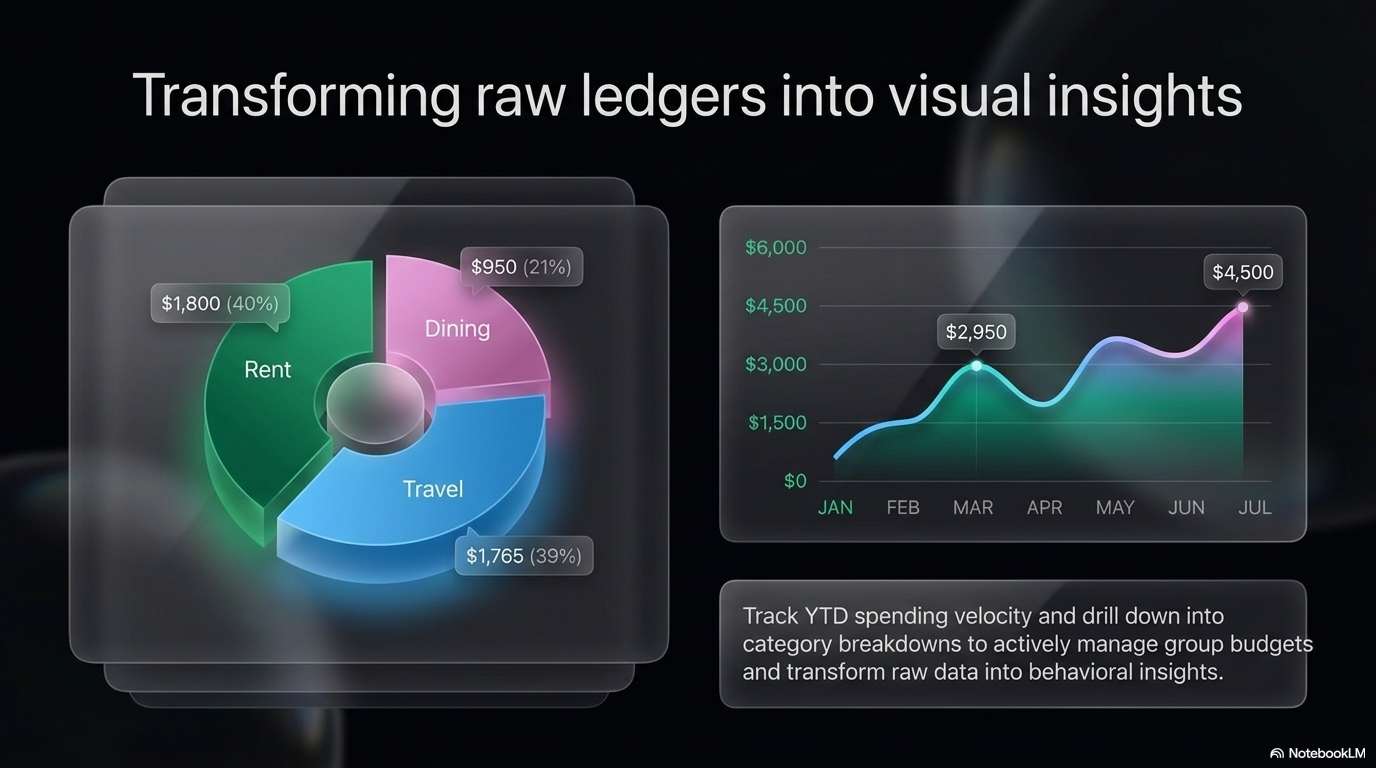 Transforming raw ledgers into visual insights
$1,800 (40%)
Rent
$950 (21%)
Dining
Travel
$1,765 (39%)
$6,000
$4,500
$3,000
$1,500
$0
$2,950
$4,500
JAN FEB MAR APR MAY JUN JUL
Track YTD spending velocity and drill down into
category breakdowns to actively manage group budgets
and transform raw data into behavioral insights.
NotebookLM